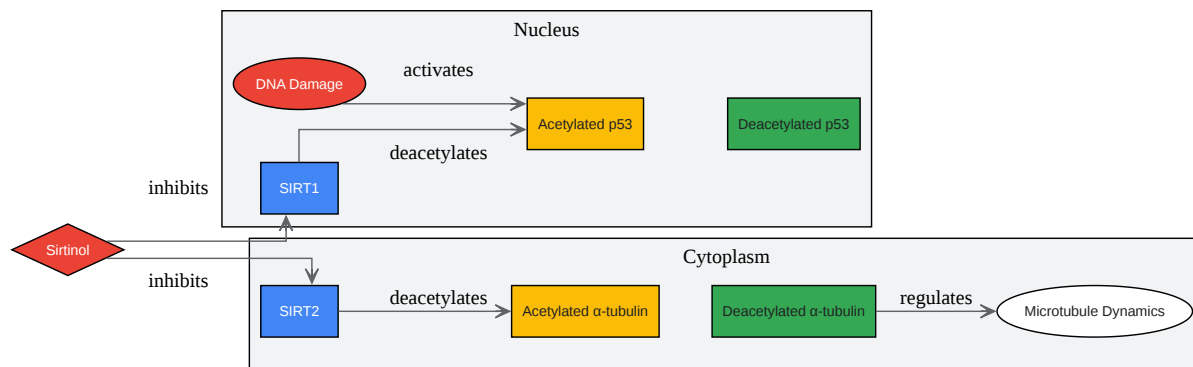 Nucleus
DNA Damage
activates
Acetylated p53
Deacetylated p53
deacetylates
SIRT1
inhibits
Sirtinol
inhibits
Cytoplasm
SIRT2
deacetylates
Acetylated α-tubulin
Deacetylated α-tubulin
regulates
Microtubule Dynamics